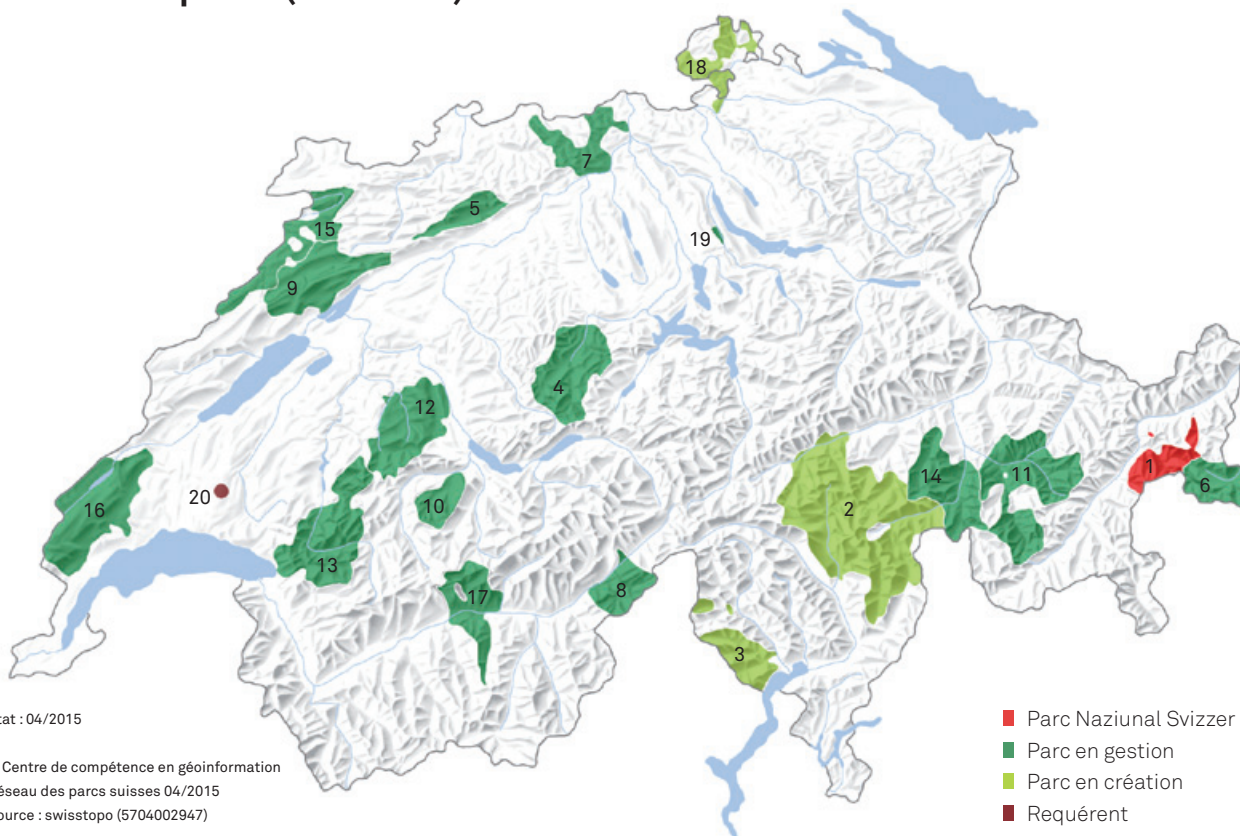 18
7
5
15
19
9
4
12
14
11
1
6
16
20
2
10
13
17
8
3
tat : 04/2015
Centre de compétence en géoinformation
éseau des parcs suisses 04/2015
ource : swisstopo (5704002947)
Parc Naziunal Svizzer
Parc en gestion
Parc en création
Requérent